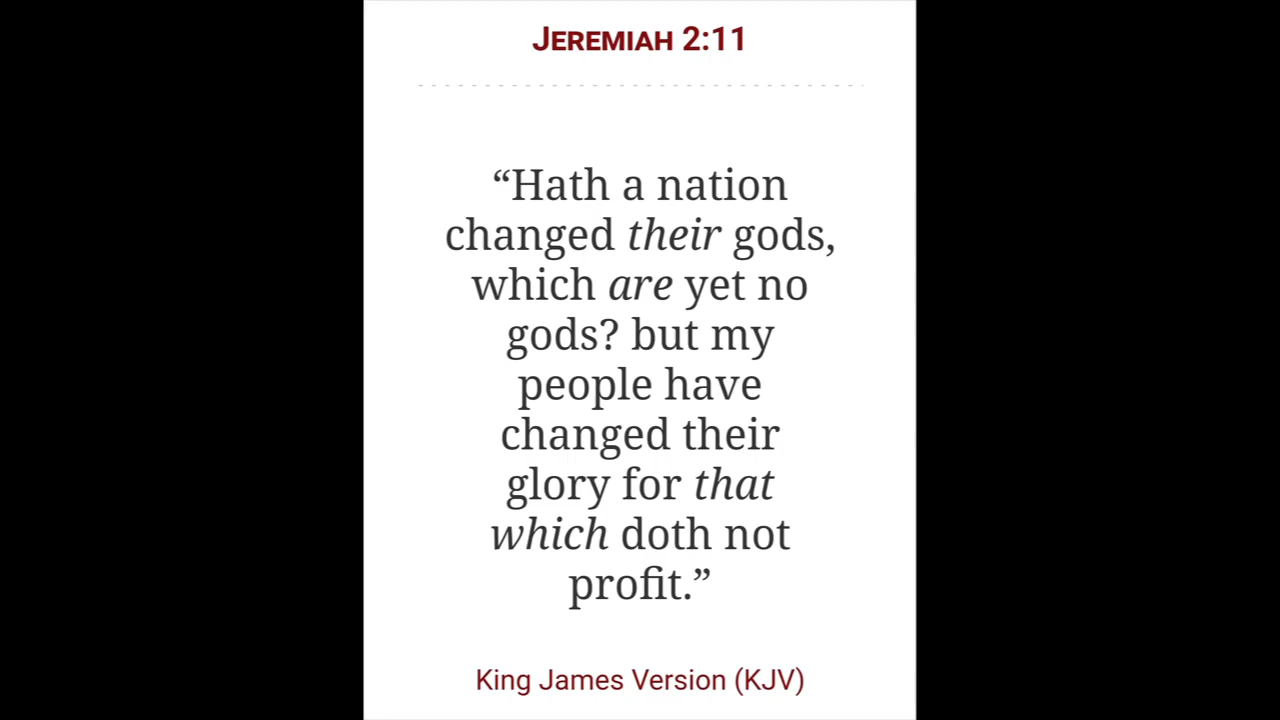 JEREMIAH 2:11
“Hath a nation
changed their gods,
which are yet no
gods? but my
people have
changed their
glory for that
which doth not
profit.”
King James Version (KJV)